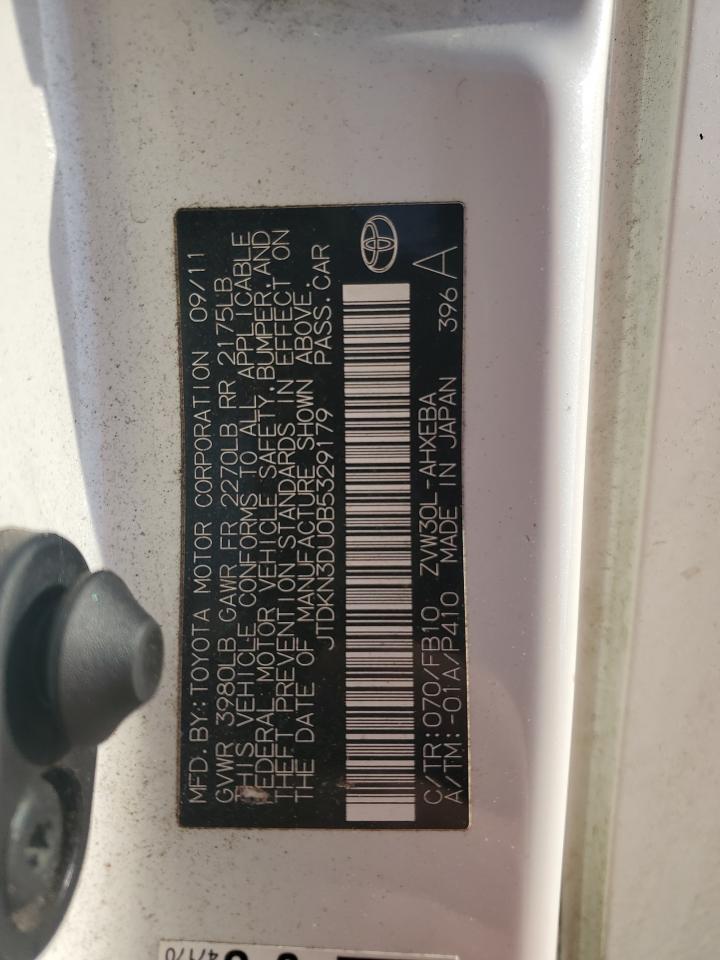 MFD.BY:TOYOTA MOTOR CORPORATION 09/11
GVWR 3980LB GAWR FR 2270LB RR 2175LB
THIS VEHICLE CONFORMS TO ALL APPLICABLE
FEDERAL MOTOR VEHICLE SAFETY,BUMPER,AND
THEFT PREVENTION STANDARDS IN EFFECT ON
THE DATE OF MANUFACTURE SHOWN ABOVE.
JTDKN3DU0B5329179 PASS.CAR
C/TR:070/FB10 ZVW30L-AHXEBA
A/TM:-01A/P410 MADE IN JAPAN 396 A
47170